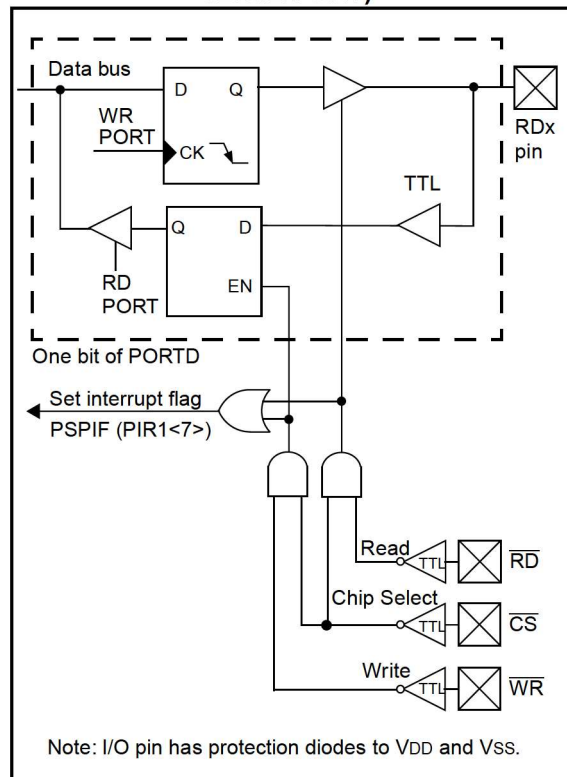 Data bus
D Q
WR
PORT
CK
RDx
pin
TTL
Q D
RD
PORT
EN
One bit of PORTD
Set interrupt flag
PSPIF (PIR1<7>)
Read
TTL
RD
Chip Select
TTL
CS
Write
TTL
WR
Note: I/O pin has protection diodes to VDD and VSS.